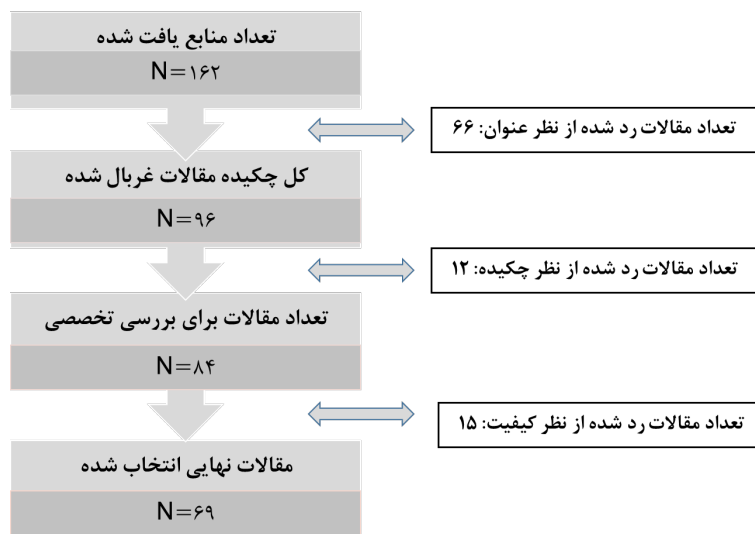 تعداد منابع یافت شده
N=۱۶۲
تعداد مقالات رد شده از نظر عنوان: ۶۶
کل چکیده مقالات غربال شده
N=۹۶
تعداد مقالات رد شده از نظر چکیده: ۱۲
تعداد مقالات برای بررسی تخصصی
N=۸۴
تعداد مقالات رد شده از نظر کیفیت: ۱۵
مقالات نهایی انتخاب شده
N=۶۹